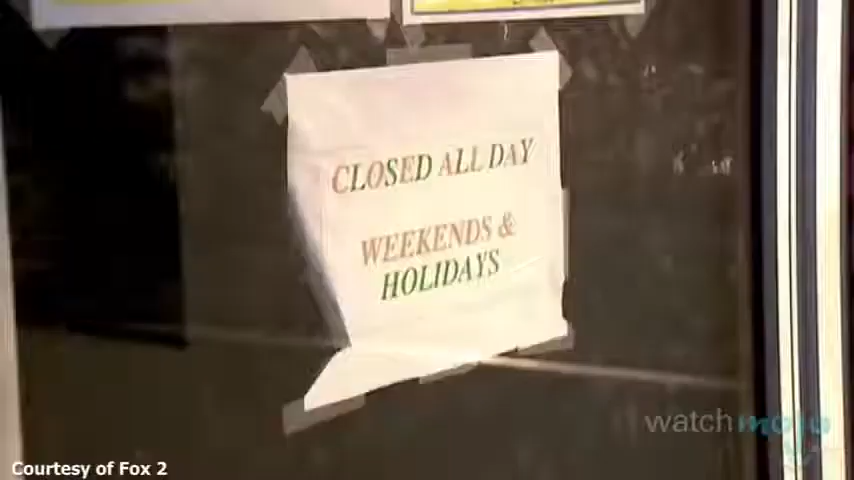 CLOSED ALL DAY
WEEKENDS &
HOLIDAYS
watchmojo
Courtesy of Fox 2